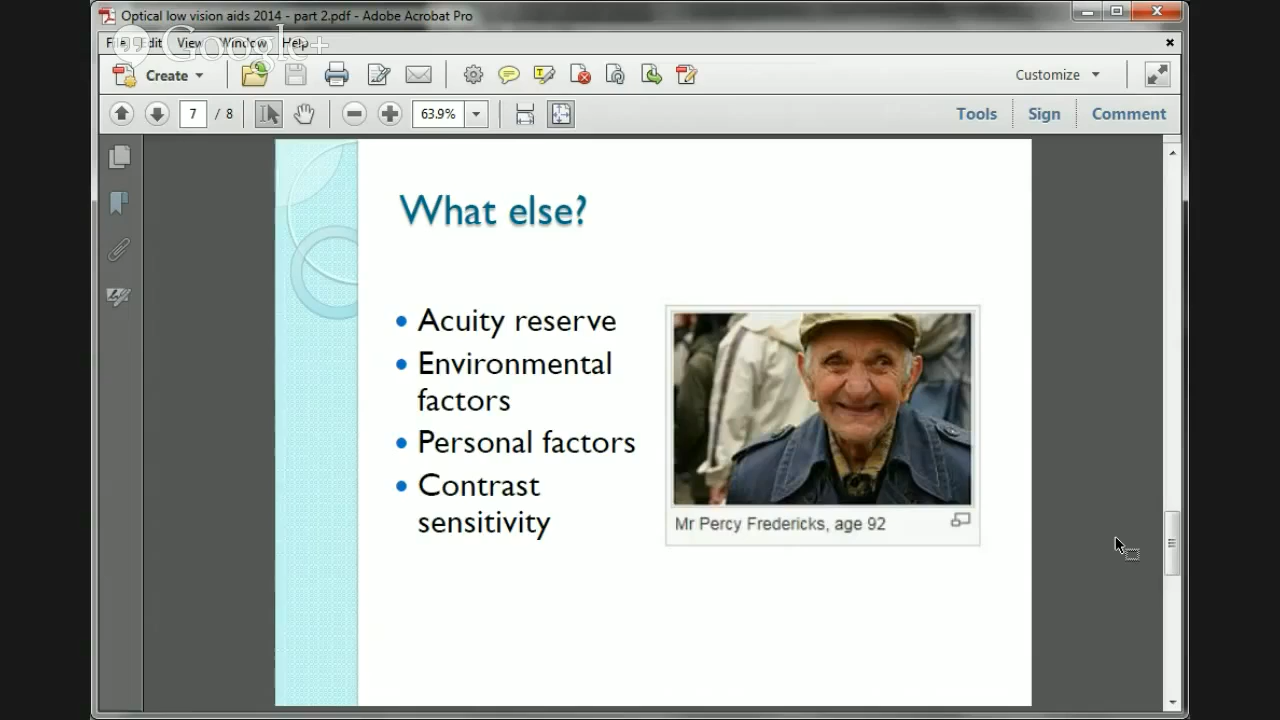 Optical low vision aids 2014 - part 2.pdf - Adobe Acrobat Pro
File Edit View Window Help
Google+
Create
Customize
7 / 8
63.9%
Tools Sign Comment
What else?
Acuity reserve
Environmental
factors
Personal factors
Contrast
sensitivity
Mr Percy Fredericks, age 92